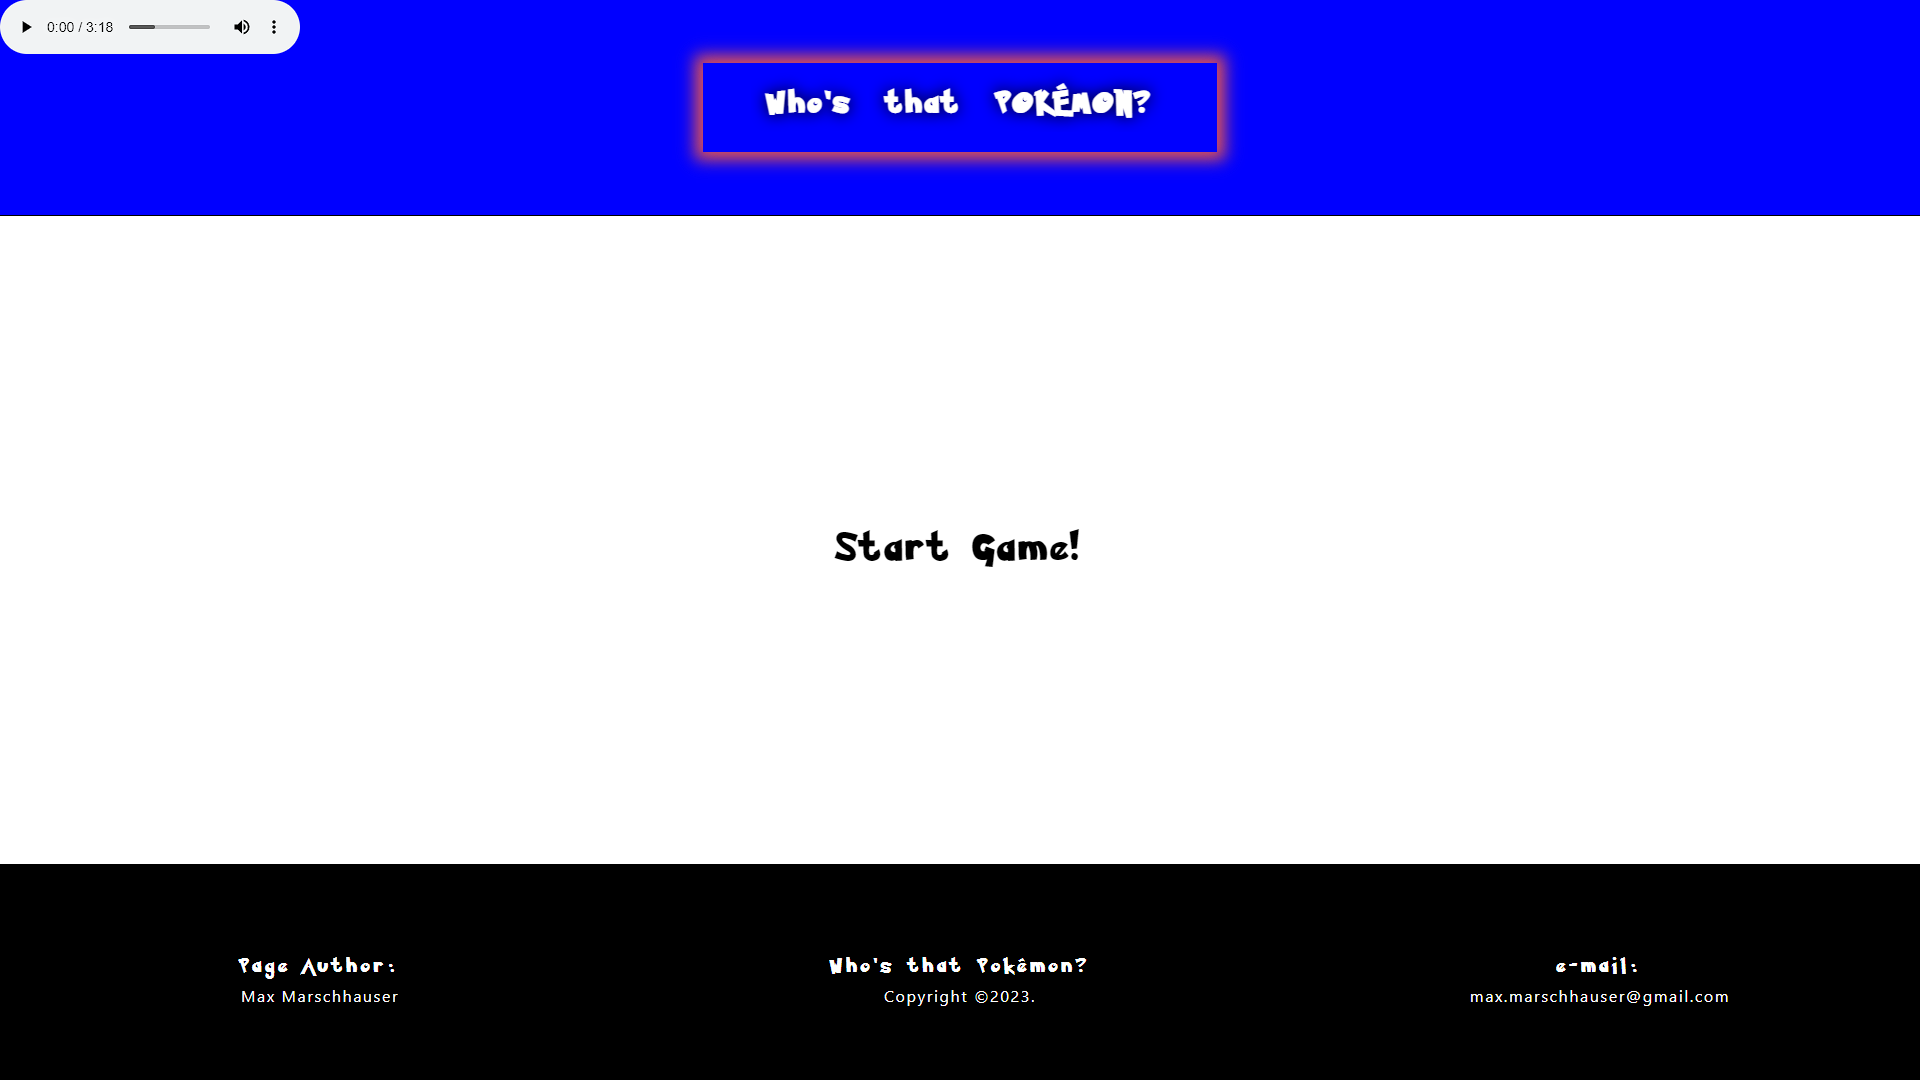 0:00 / 3:18
Who's that POKÉMON?
Start Game!
Page Author:
Max Marschhauser
Who's that Pokémon?
Copyright ©2023.
e-mail:
max.marschhauser@gmail.com